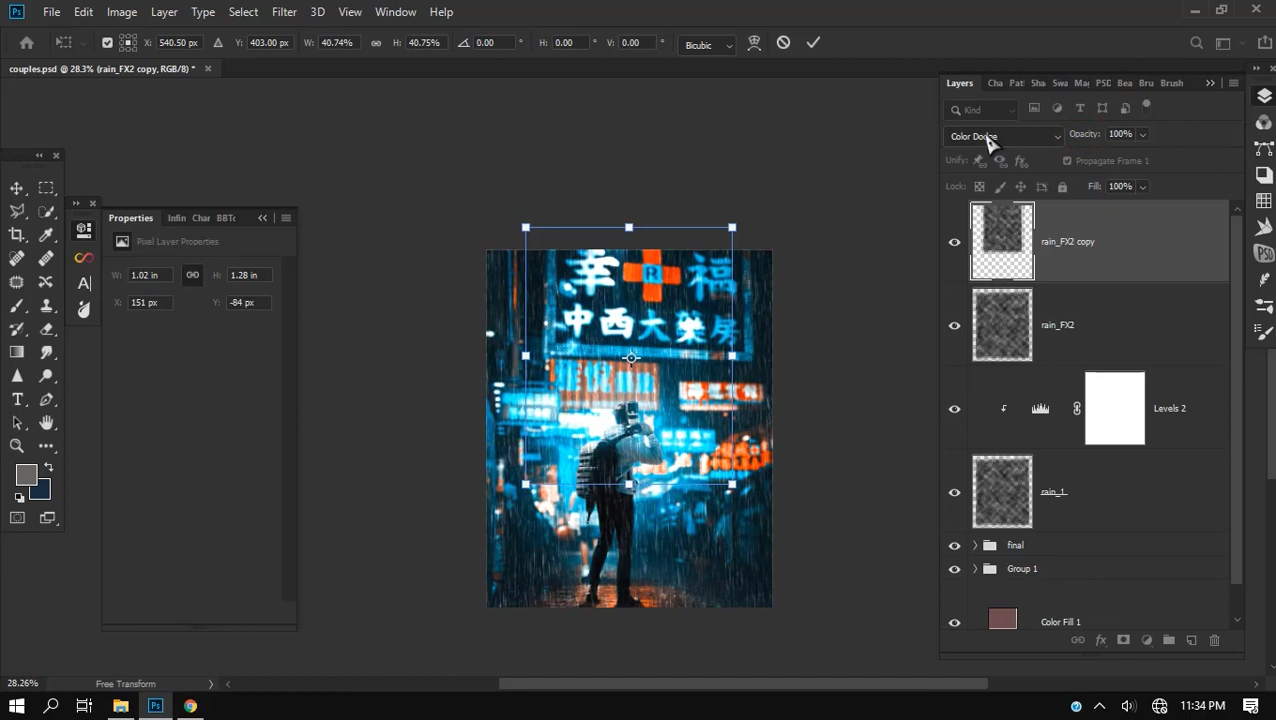 File Edit Image Layer Type Select Filter 3D View Window Help
X: 540.50 px Y: 403.00 px W: 40.74% H: 40.75% 0.00 ° H: 0.00 ° V: 0.00 ° Bicubic
couples.psd @ 28.3% (rain_FX2 copy, RGB/8) *
Layers Cha Pat Sha Swa Mag PSD Bea Bru Brush
Kind
Color Dodge Opacity: 100%
Unify: Propagate Frame 1
Lock: Fill: 100%
Properties Infin Char BBTo
Pixel Layer Properties
W: 1.02 in H: 1.28 in
X: 151 px Y: -84 px
rain_FX2 copy
rain_FX2
Levels 2
rain_1
final
Group 1
Color Fill 1
幸 R 福
中西大藥房
28.26% Free Transform
11:34 PM